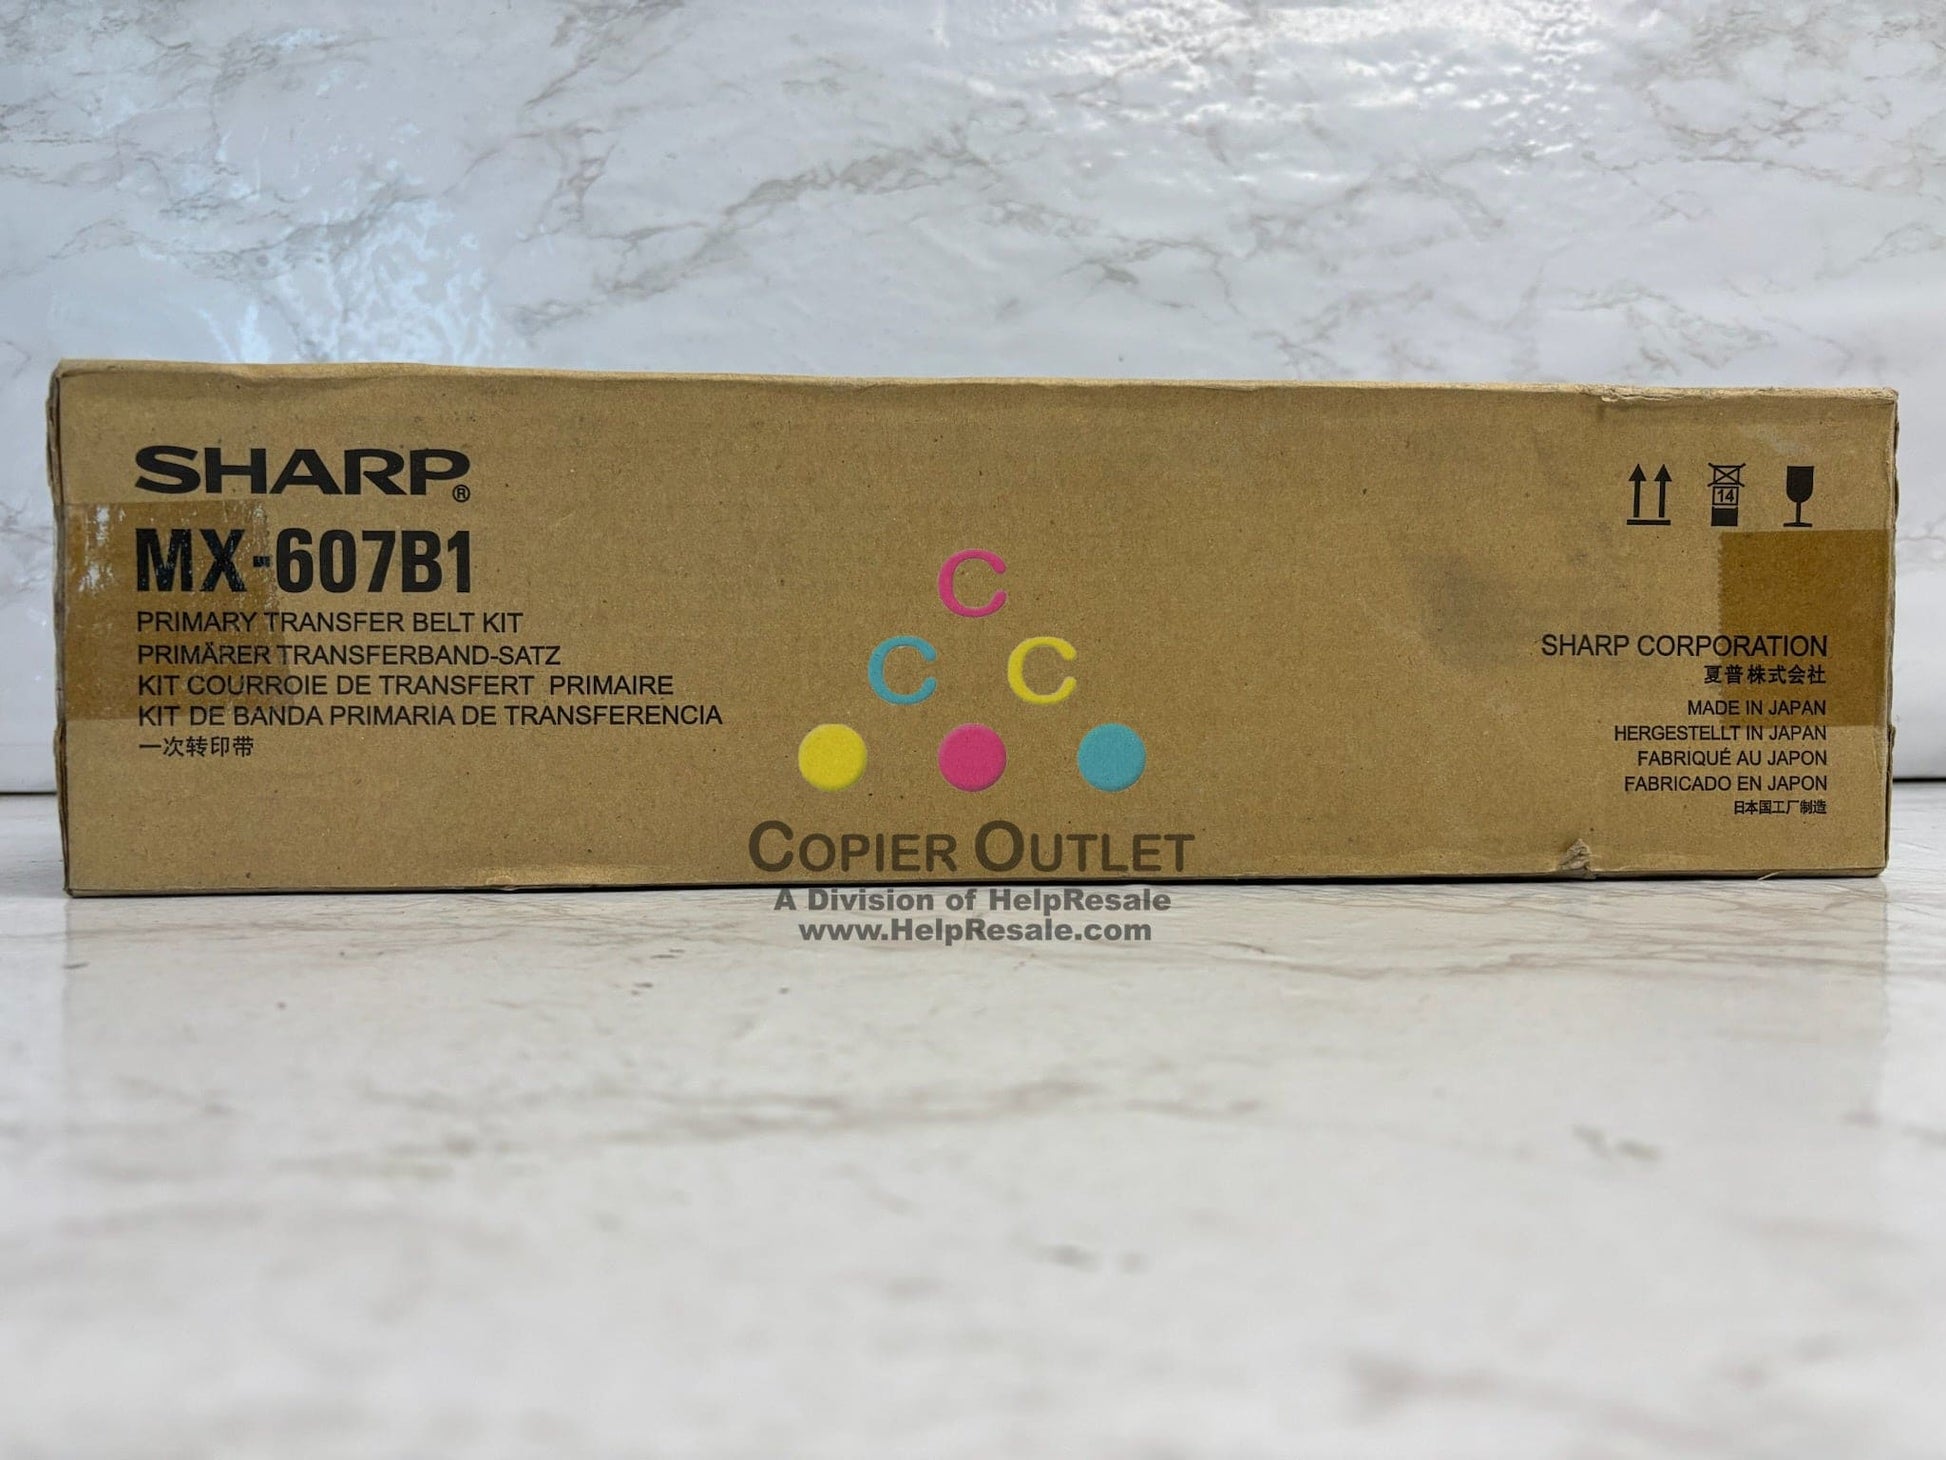 SHARP®
MX-607B1
PRIMARY TRANSFER BELT KIT
PRIMÄRER TRANSFERBAND-SATZ
KIT COURROIE DE TRANSFERT PRIMAIRE
KIT DE BANDA PRIMARIA DE TRANSFERENCIA
一次转印带
14
SHARP CORPORATION
夏普株式会社
MADE IN JAPAN
HERGESTELLT IN JAPAN
FABRIQUÉ AU JAPON
FABRICADO EN JAPON
日本国工厂制造
C
C C
COPIER OUTLET
A Division of HelpResale
www.HelpResale.com